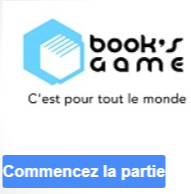 book's
GAME
C'est pour tout le monde
Commencez la partie